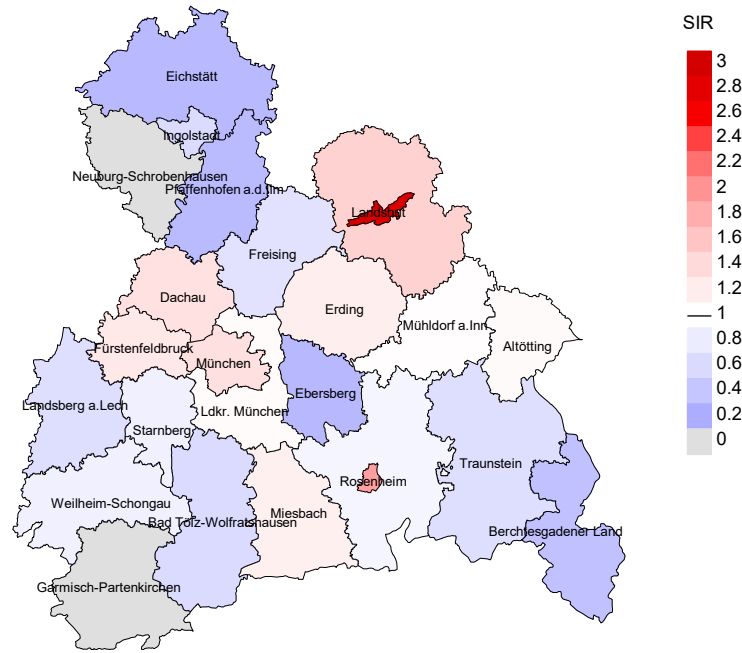 SIR
Eichstätt
3
2.8
2.6
2.4
2.2
2
1.8
1.6
1.4
1.2
1
0.8
0.6
0.4
0.2
0
Ingolstadt
Neuburg-Schrobenhausen
Pfaffenhofen a.d.Ilm
Landshut
Freising
Dachau
Erding
Mühldorf a.Inn
Altötting
Fürstenfeldbruck
München
Ebersberg
Landsberg a.Lech
Ldkr. München
Starnberg
Traunstein
Rosenheim
Weilheim-Schongau
Miesbach
Bad Tölz-Wolfratshausen
Berchtesgadener Land
Garmisch-Partenkirchen